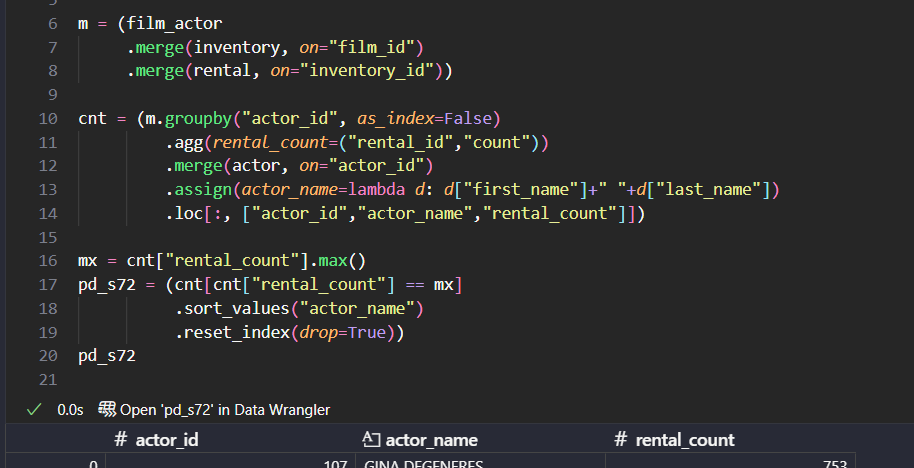 6 m = (film_actor
7 .merge(inventory, on="film_id")
8 .merge(rental, on="inventory_id"))
9
10 cnt = (m.groupby("actor_id", as_index=False)
11 .agg(rental_count=("rental_id","count"))
12 .merge(actor, on="actor_id")
13 .assign(actor_name=lambda d: d["first_name"]+" "+d["last_name"])
14 .loc[:, ["actor_id","actor_name","rental_count"]])
15
16 mx = cnt["rental_count"].max()
17 pd_s72 = (cnt[cnt["rental_count"] == mx]
18 .sort_values("actor_name")
19 .reset_index(drop=True))
20 pd_s72
21
0.0s Open 'pd_s72' in Data Wrangler
# actor_id actor_name # rental_count
0 107 GINA DEGENERES 753